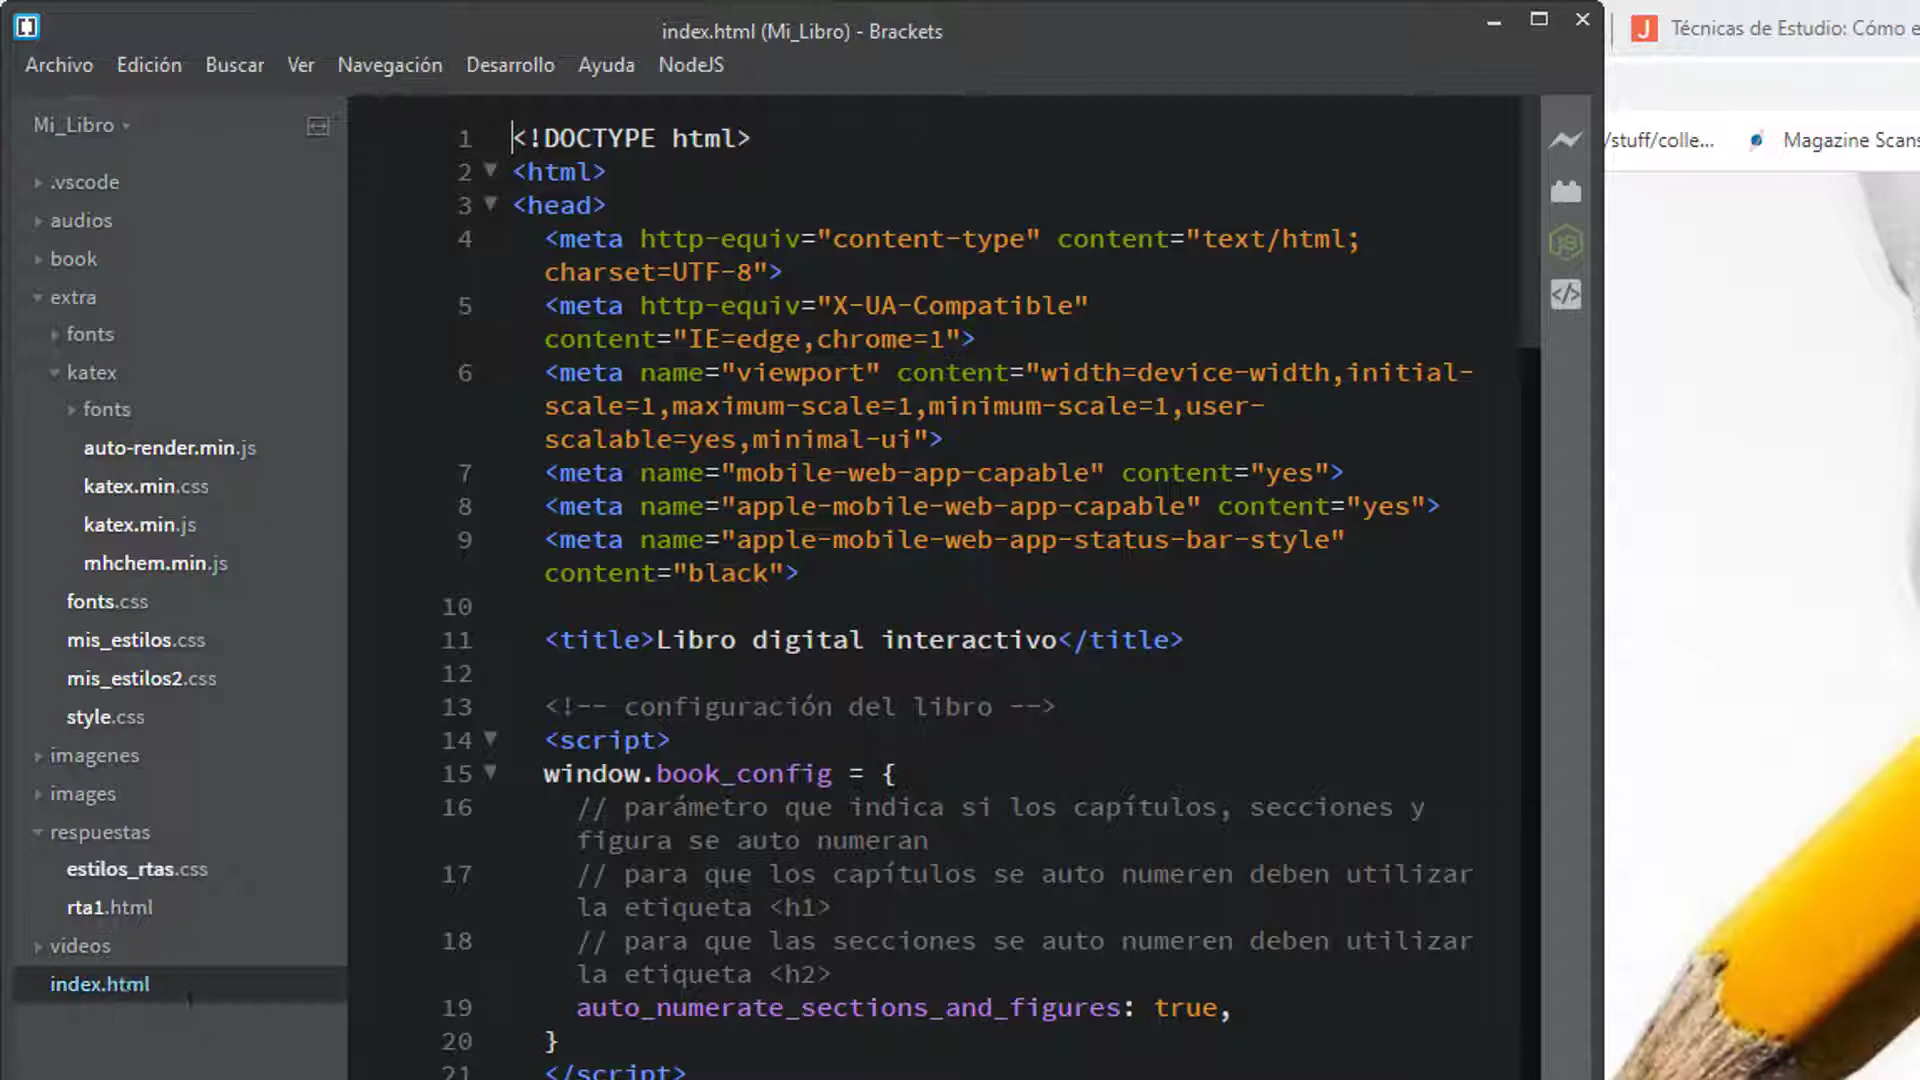 index.html (Mi_Libro) - Brackets
Archivo Edición Buscar Ver Navegación Desarrollo Ayuda NodeJS
Mi_Libro
.vscode
audios
book
extra
fonts
katex
fonts
auto-render.min.js
katex.min.css
katex.min.js
mhchem.min.js
fonts.css
mis_estilos.css
mis_estilos2.css
style.css
imagenes
images
respuestas
estilos_rtas.css
rta1.html
videos
index.html
1 <!DOCTYPE html>
2 <html>
3 <head>
4 <meta http-equiv="content-type" content="text/html;
charset=UTF-8">
5 <meta http-equiv="X-UA-Compatible"
content="IE=edge,chrome=1">
6 <meta name="viewport" content="width=device-width,initial-
scale=1,maximum-scale=1,minimum-scale=1,user-
scalable=yes,minimal-ui">
7 <meta name="mobile-web-app-capable" content="yes">
8 <meta name="apple-mobile-web-app-capable" content="yes">
9 <meta name="apple-mobile-web-app-status-bar-style"
content="black">
10
11 <title>Libro digital interactivo</title>
12
13 <!-- configuración del libro -->
14 <script>
15 window.book_config = {
16 // parámetro que indica si los capítulos, secciones y
figura se auto numeran
17 // para que los capítulos se auto numeren deben utilizar
la etiqueta <h1>
18 // para que las secciones se auto numeren deben utilizar
la etiqueta <h2>
19 auto_numerate_sections_and_figures: true,
20 }
21 </script>
JS
</>
J Técnicas de Estudio: Cómo e
/stuff/colle... Magazine Scans